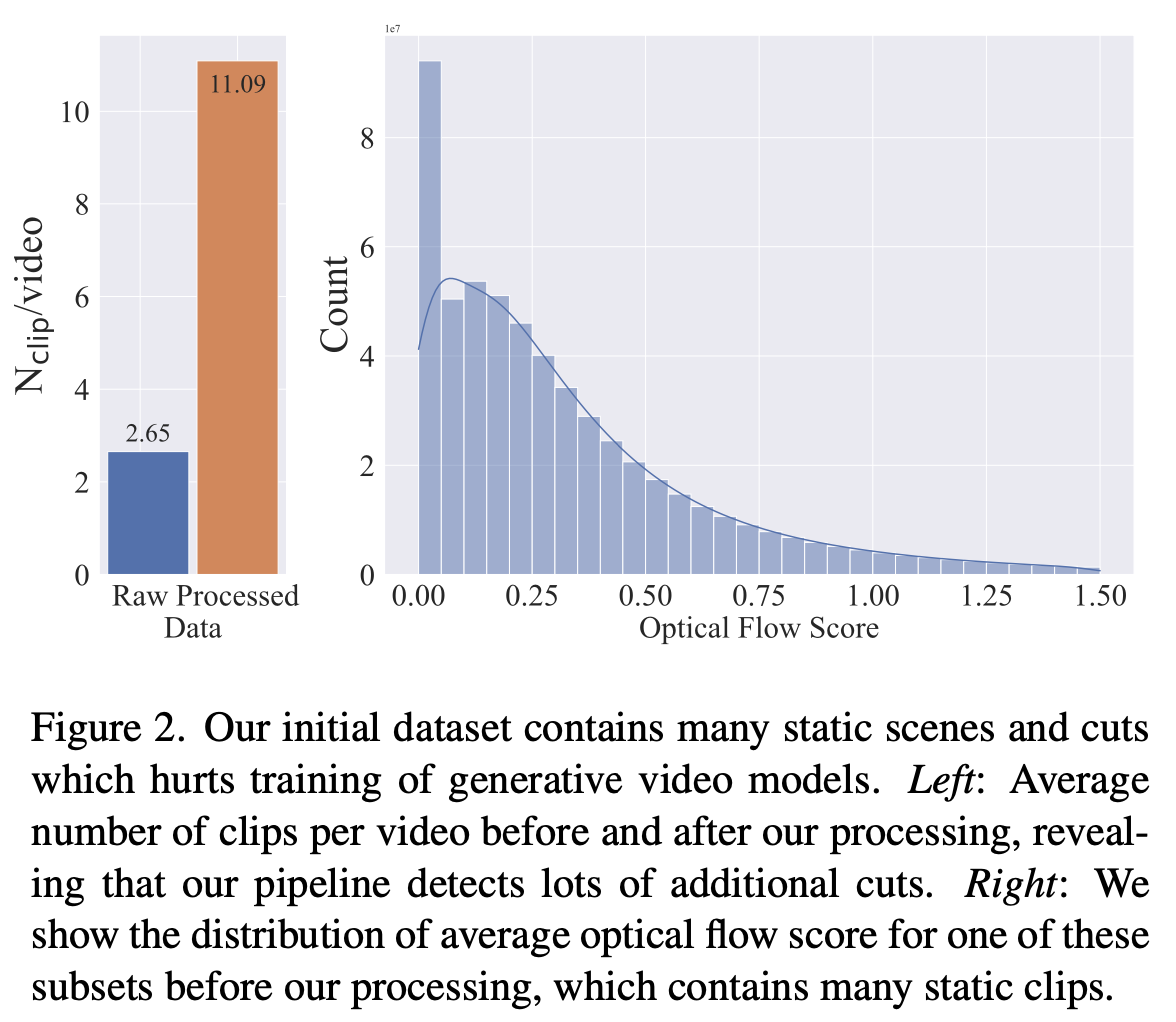 1e7
11.09
10
8
6
4
2
0
N_clip/video
2.65
Raw Processed
Data
8
6
4
2
0
Count
0.00 0.25 0.50 0.75 1.00 1.25 1.50
Optical Flow Score
Figure 2. Our initial dataset contains many static scenes and cuts
which hurts training of generative video models. Left: Average
number of clips per video before and after our processing, reveal-
ing that our pipeline detects lots of additional cuts. Right: We
show the distribution of average optical flow score for one of these
subsets before our processing, which contains many static clips.